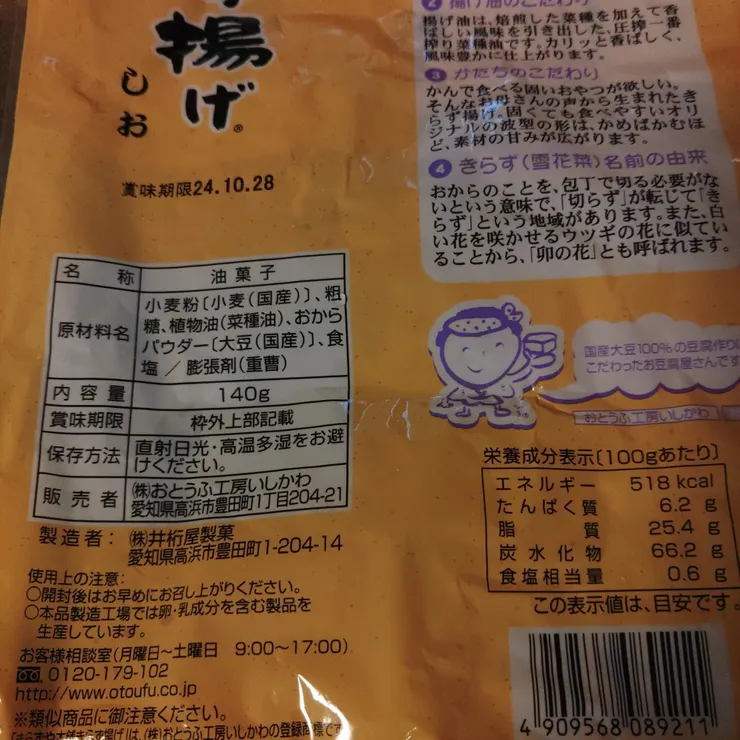 揚げ®
しお
賞味期限24.10.28
2 揚げ油のこだわり
揚げ油は、焙煎した菜種を加えて香
ばしい風味を引き出した、圧搾一番
搾り菜種油です。カリッと香ばしく、
風味豊かに仕上がります。
3 かたちのこだわり
かんで食べる固いおやつが欲しい。
そんなお母さんの声から生まれたき
らず揚げ。固くても食べやすいオリ
ジナルの波型の形は、かめばかむほ
ど、素材の甘みが広がります。
4 きらず(雪花菜)名前の由来
おからのことを、包丁で切る必要がな
いという意味で、「切らず」が転じて「き
らず」という地域があります。また、白
い花を咲かせるウツギの花に似てい
ることから、「卯の花」とも呼ばれます。
名 称 油菓子
原材料名 小麦粉〔小麦(国産)〕、粗
糖、植物油(菜種油)、おから
パウダー〔大豆(国産)〕、食
塩／膨張剤(重曹)
内容量 140g
賞味期限 枠外上部記載
保存方法 直射日光・高温多湿をお避
けください。
販売者 (株)おとうふ工房いしかわ
愛知県高浜市豊田町1丁目204-21
製造者: (株)井桁屋製菓
愛知県高浜市豊田町1-204-14
使用上の注意:
○開封後はお早めにお召し上がりください。
○本品製造工場では卵・乳成分を含む製品を
生産しています。
お客様相談室(月曜日～土曜日 9:00～17:00)
0120-179-102
http://www.otoufu.co.jp
※類似商品に御注意ください。
は、(株)おとうふ工房いしかわの登録商標です
国産大豆100%の豆腐作りに
こだわったお豆腐屋さんです
おとうふ工房いしかわ
栄養成分表示〔100gあたり〕
エネルギー 518 kcal
たんぱく質 6.2 g
脂質 25.4 g
炭水化物 66.2 g
食塩相当量 0.6 g
この表示値は、目安です。
4 909568 089211